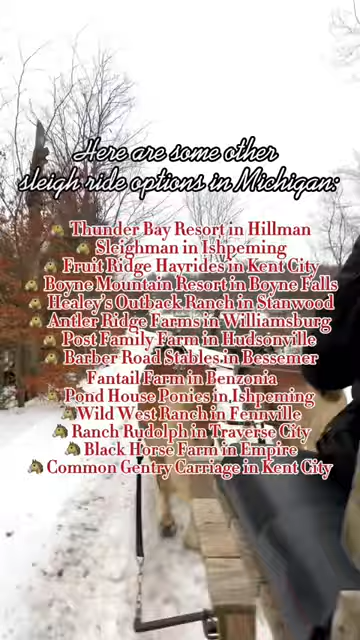 Here are some other
sleigh ride options in Michigan:
🐴 Thunder Bay Resort in Hillman
🐴 Sleighman in Ishpeming
🐴 Fruit Ridge Hayrides in Kent City
🐴 Boyne Mountain Resort in Boyne Falls
🐴 Healey's Outback Ranch in Stanwood
🐴 Antler Ridge Farms in Williamsburg
🐴 Post Family Farm in Hudsonville
🐴 Barber Road Stables in Bessemer
Fantail Farm in Benzonia
🐴 Pond House Ponies in Ishpeming
🐴 Wild West Ranch in Fennville
🐴 Ranch Rudolph in Traverse City
🐴 Black Horse Farm in Empire
🐴 Common Gentry Carriage in Kent City